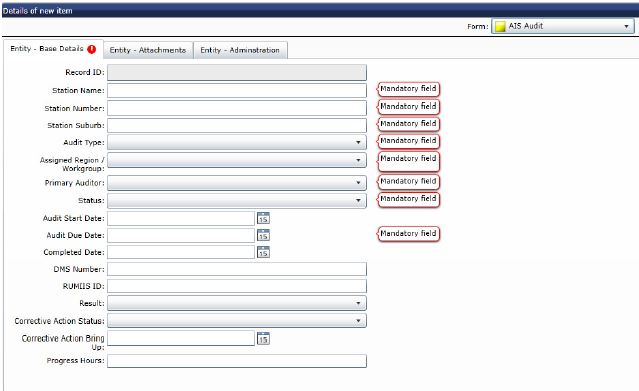 Details of new item
Form: AIS Audit
Entity - Base Details Entity - Attachments Entity - Adminstration
Record ID:
Station Name: Mandatory field
Station Number: Mandatory field
Station Suburb: Mandatory field
Audit Type: Mandatory field
Assigned Region / Workgroup: Mandatory field
Primary Auditor: Mandatory field
Status: Mandatory field
Audit Start Date: 15
Audit Due Date: 15 Mandatory field
Completed Date: 15
DMS Number:
RUMIIS ID:
Result:
Corrective Action Status:
Corrective Action Bring Up: 15
Progress Hours: